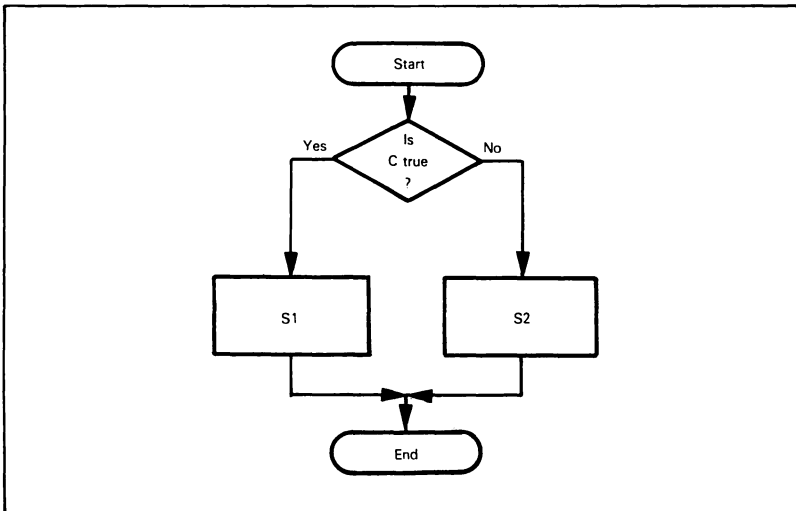 Start
Is
Yes
C true
No
?
S1
S2
End